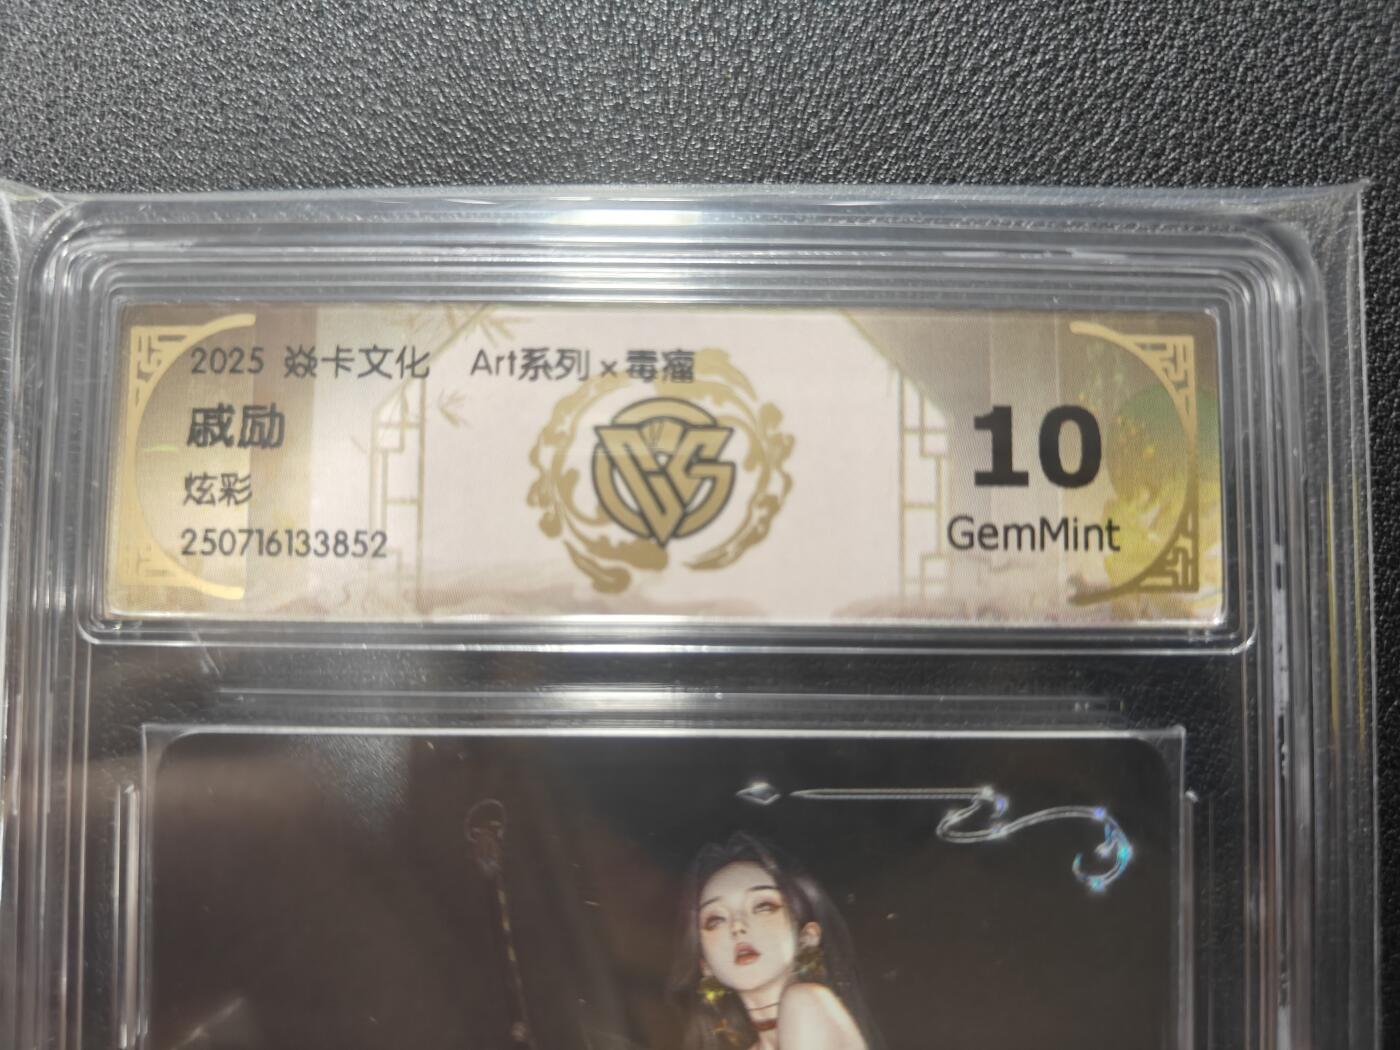 2025 焱卡文化 Art系列×毒瘤
戚励
炫彩
250716133852
10
GemMint